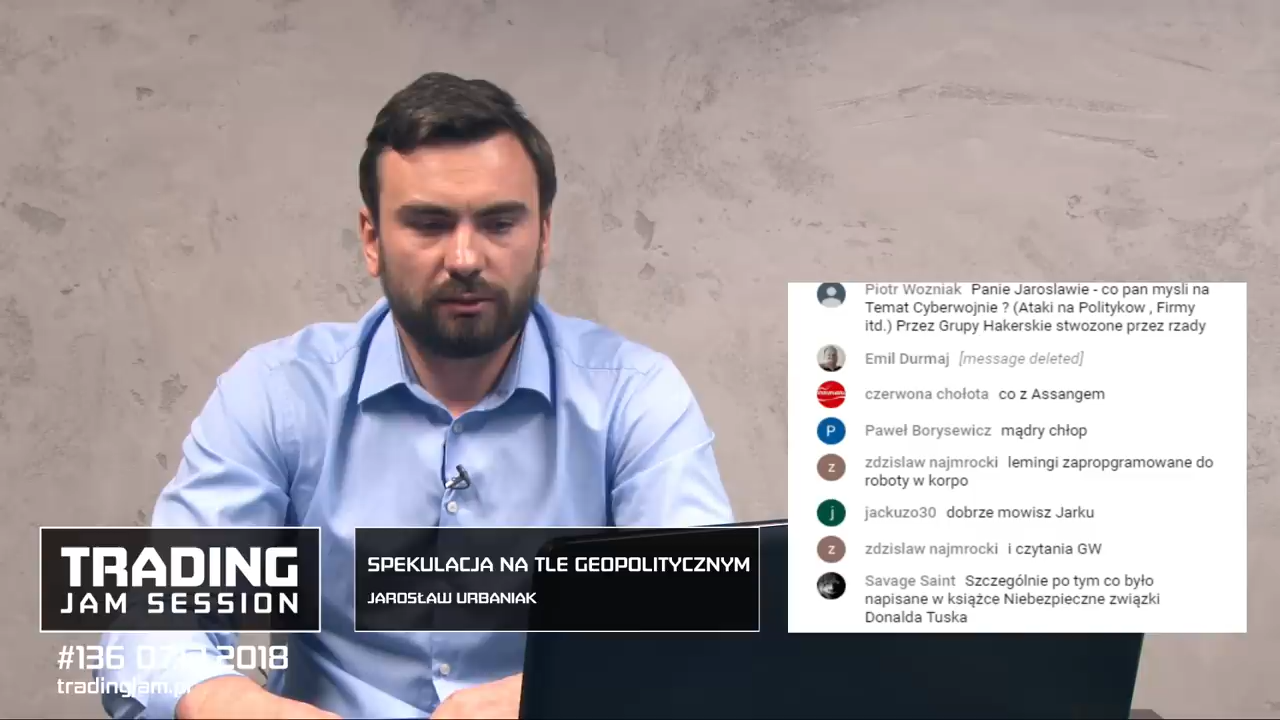 TRADING
JAM SESSION
#136 07 2018
SPEKULACJA NA TLE GEOPOLITYCZNYM
JAROSŁAW URBANIAK
Piotr Wozniak Panie Jaroslawie - co pan mysli na
Temat Cyberwojnie ? (Ataki na Politykow , Firmy
itd.) Przez Grupy Hakerskie stwozone przez rzady
Emil Durmaj [message deleted]
czerwona chołota co z Assangem
Paweł Borysewicz mądry chłop
z
zdzislaw najmrocki lemingi zapropgramowane do
roboty w korpo
j
jackuzo30 dobrze mowisz Jarku
z
zdzislaw najmrocki i czytania GW
Savage Saint Szczególnie po tym co było
napisane w książce Niebezpieczne związki
Donalda Tuska
P
tradingjam.pl